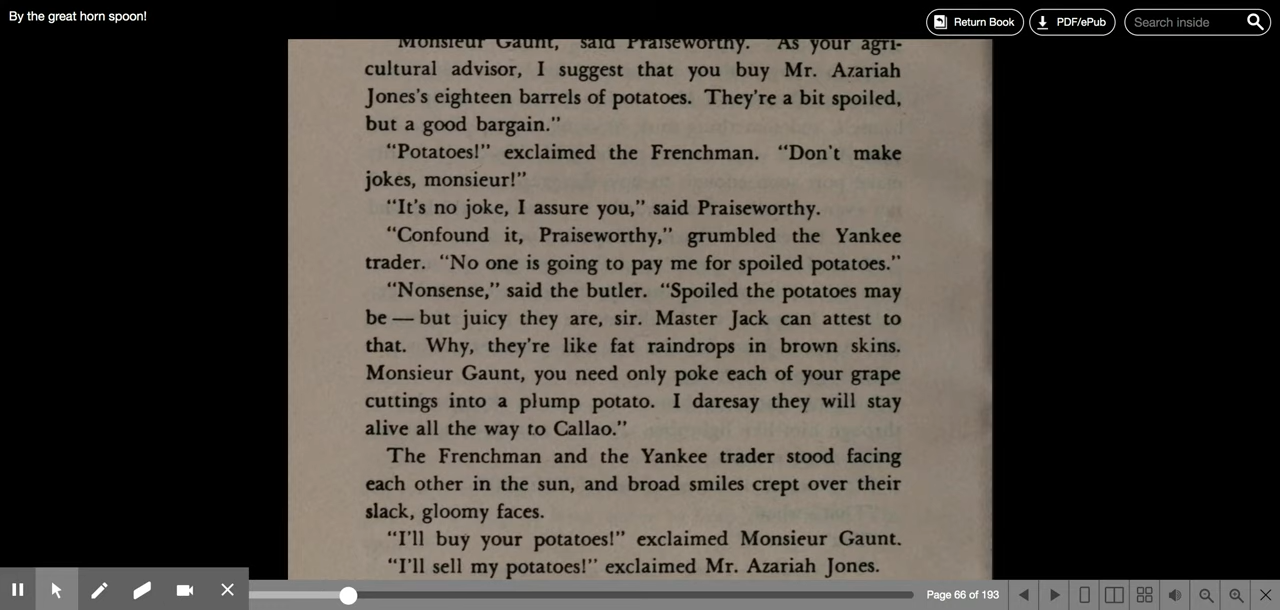 By the great horn spoon!
Return Book
PDF/ePub
Search inside
Monsieur Gaunt," said Praiseworthy. "As your agri-
cultural advisor, I suggest that you buy Mr. Azariah
Jones's eighteen barrels of potatoes. They're a bit spoiled,
but a good bargain."
"Potatoes!" exclaimed the Frenchman. "Don't make
jokes, monsieur!"
"It's no joke, I assure you," said Praiseworthy.
"Confound it, Praiseworthy," grumbled the Yankee
trader. "No one is going to pay me for spoiled potatoes."
"Nonsense," said the butler. "Spoiled the potatoes may
be — but juicy they are, sir. Master Jack can attest to
that. Why, they're like fat raindrops in brown skins.
Monsieur Gaunt, you need only poke each of your grape
cuttings into a plump potato. I daresay they will stay
alive all the way to Callao."
The Frenchman and the Yankee trader stood facing
each other in the sun, and broad smiles crept over their
slack, gloomy faces.
"I'll buy your potatoes!" exclaimed Monsieur Gaunt.
"I'll sell my potatoes!" exclaimed Mr. Azariah Jones.
Page 66 of 193